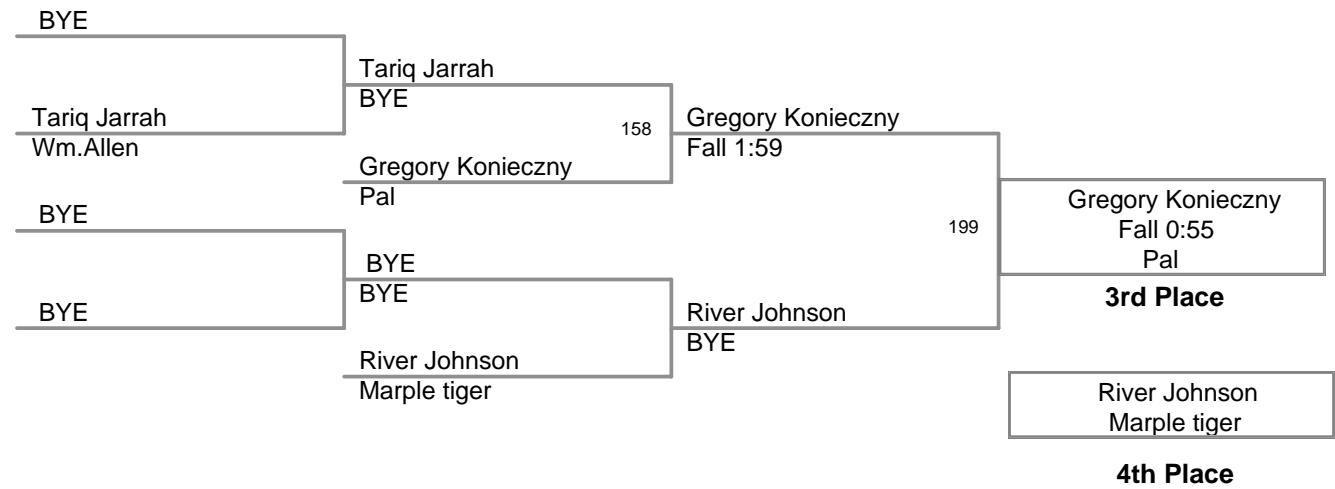 BYE
Tariq Jarrah
BYE
Tariq Jarrah
Wm.Allen
158
Gregory Konieczny
Fall 1:59
Gregory Konieczny
Pal
BYE
199
Gregory Konieczny
Fall 0:55
Pal
3rd Place
BYE
BYE
BYE
River Johnson
BYE
River Johnson
Marple tiger
River Johnson
Marple tiger
4th Place